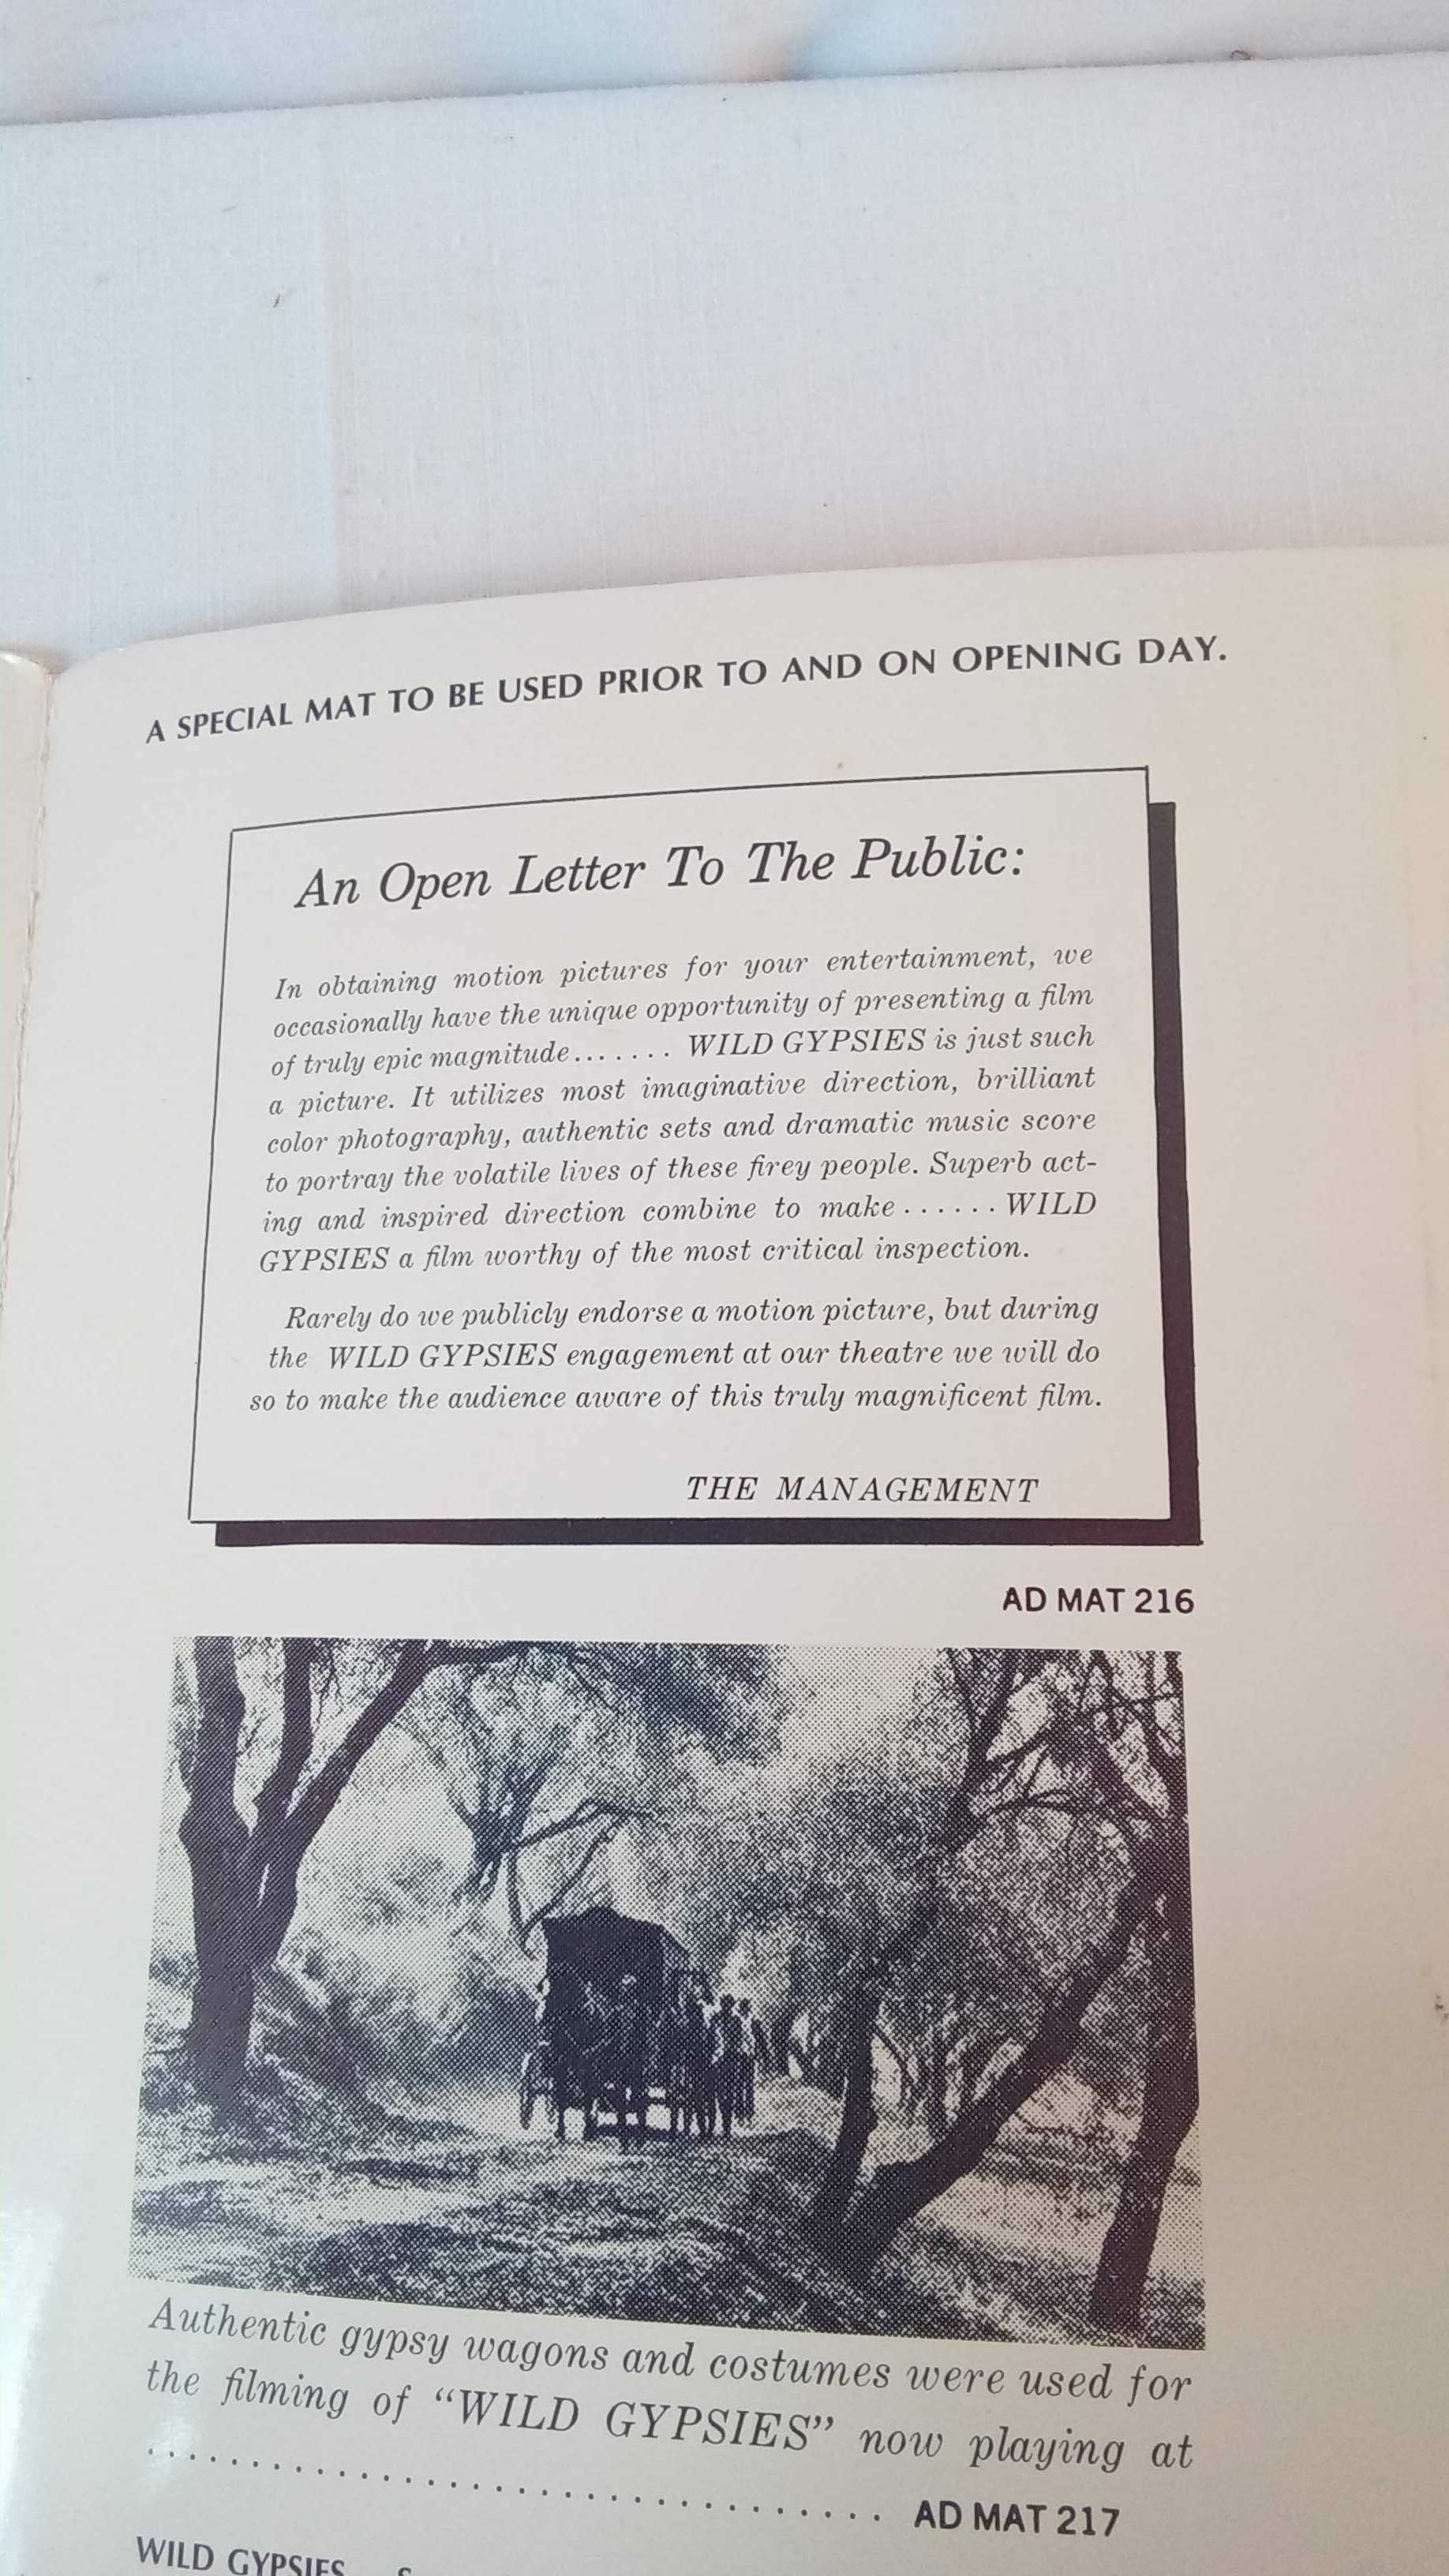 A SPECIAL MAT TO BE USED PRIOR TO AND ON OPENING DAY.
An Open Letter To The Public:
In obtaining motion pictures for your entertainment, we
occasionally have the unique opportunity of presenting a film
of truly epic magnitude....... WILD GYPSIES is just such
a picture. It utilizes most imaginative direction, brilliant
color photography, authentic sets and dramatic music score
to portray the volatile lives of these firey people. Superb act-
ing and inspired direction combine to make ...... WILD
GYPSIES a film worthy of the most critical inspection.
Rarely do we publicly endorse a motion picture, but during
the WILD GYPSIES engagement at our theatre we will do
so to make the audience aware of this truly magnificent film.
THE MANAGEMENT
AD MAT 216
Authentic gypsy wagons and costumes were used for
the filming of “WILD GYPSIES” now playing at
.................................. AD MAT 217
WILD GYPSIES